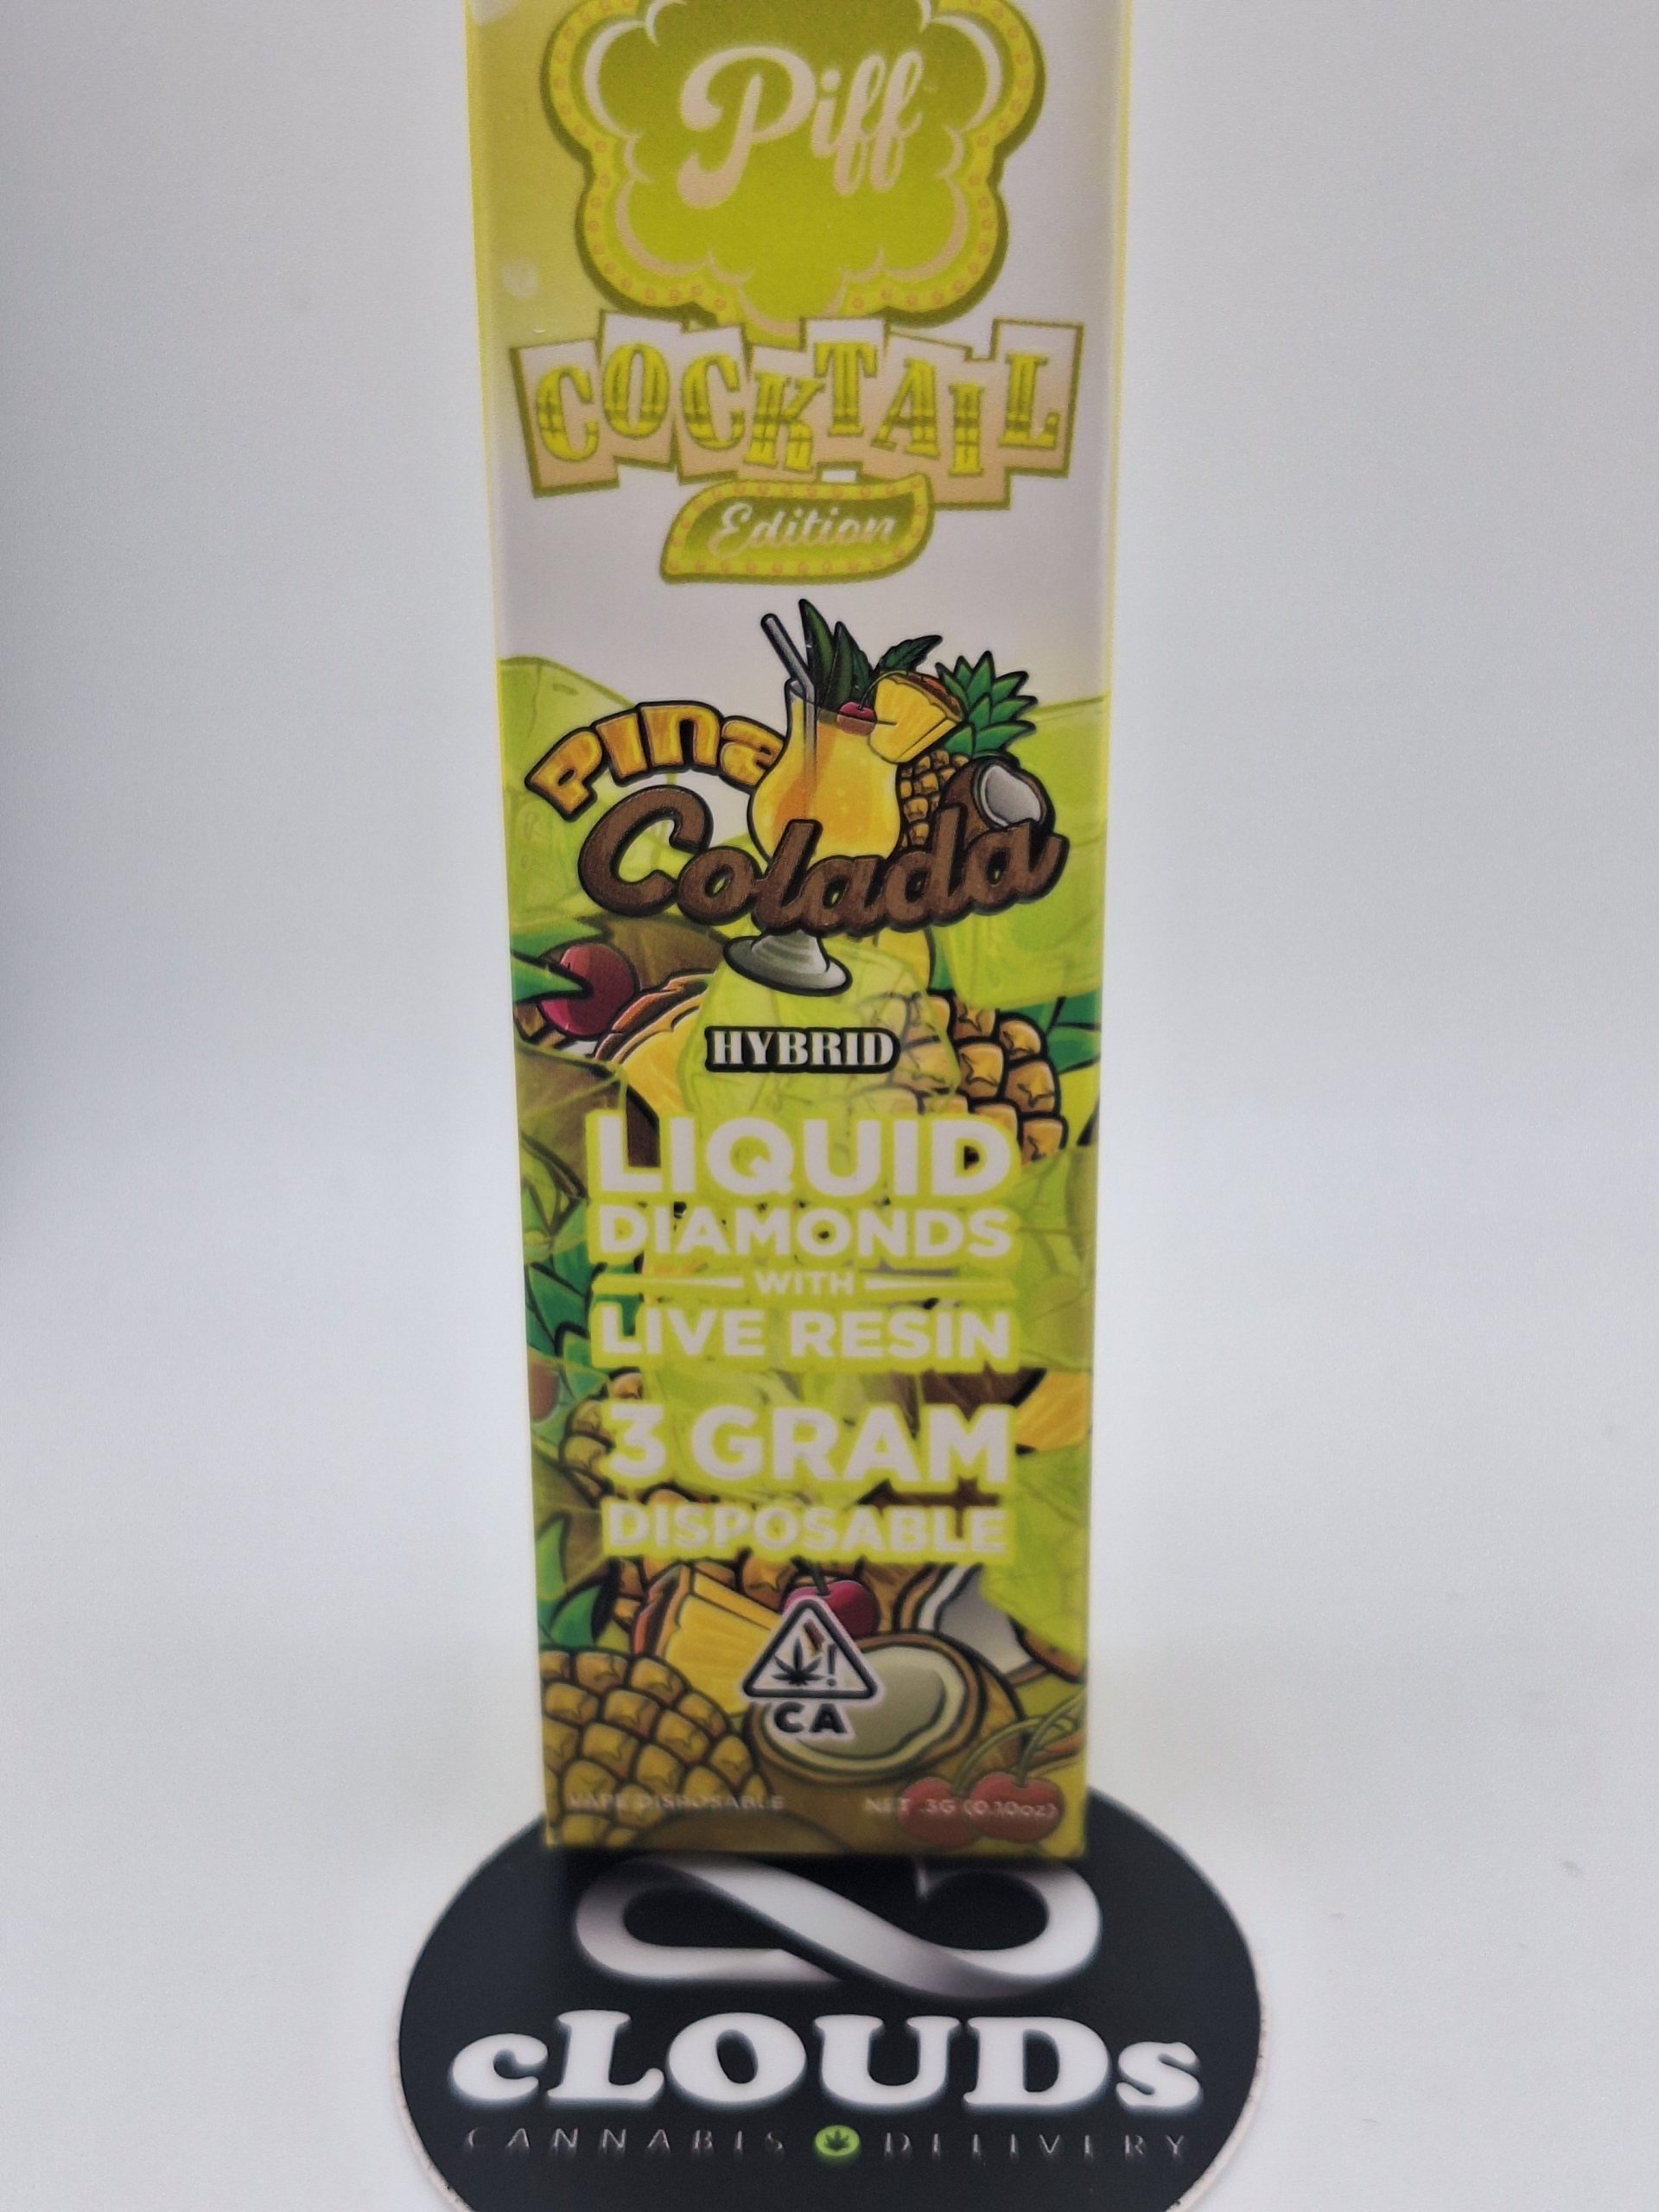 Piff
COCKTAIL
Edition
Pina
Colada
HYBRID
LIQUID
DIAMONDS
WITH
LIVE RESIN
3 GRAM
DISPOSABLE
!
CA
VAPE DISPOSABLE NET .3G (0.10oz)
cLOUDs
CANNABIS DELIVERY